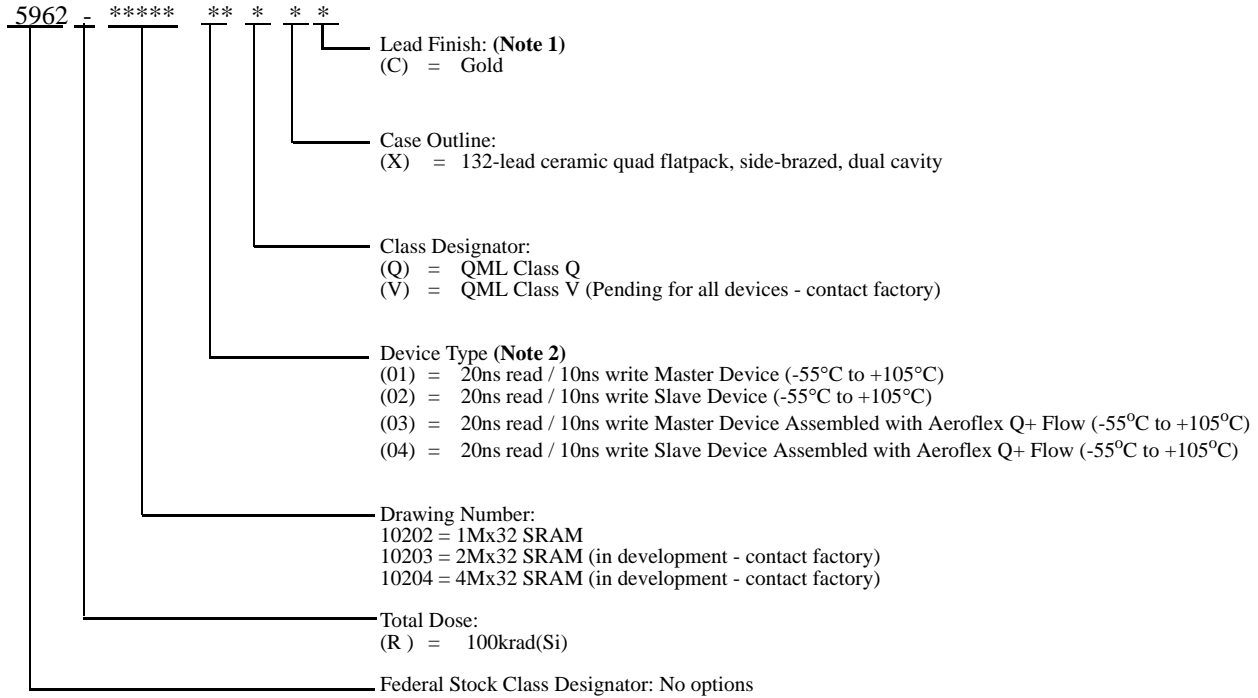 5962 - ***** ** * * *
Lead Finish: (Note 1)
(C) = Gold
Case Outline:
(X) = 132-lead ceramic quad flatpack, side-brazed, dual cavity
Class Designator:
(Q) = QML Class Q
(V) = QML Class V (Pending for all devices - contact factory)
Device Type (Note 2)
(01) = 20ns read / 10ns write Master Device (-55°C to +105°C)
(02) = 20ns read / 10ns write Slave Device (-55°C to +105°C)
(03) = 20ns read / 10ns write Master Device Assembled with Aeroflex Q+ Flow (-55°C to +105°C)
(04) = 20ns read / 10ns write Slave Device Assembled with Aeroflex Q+ Flow (-55°C to +105°C)
Drawing Number:
10202 = 1Mx32 SRAM
10203 = 2Mx32 SRAM (in development - contact factory)
10204 = 4Mx32 SRAM (in development - contact factory)
Total Dose:
(R ) = 100krad(Si)
Federal Stock Class Designator: No options